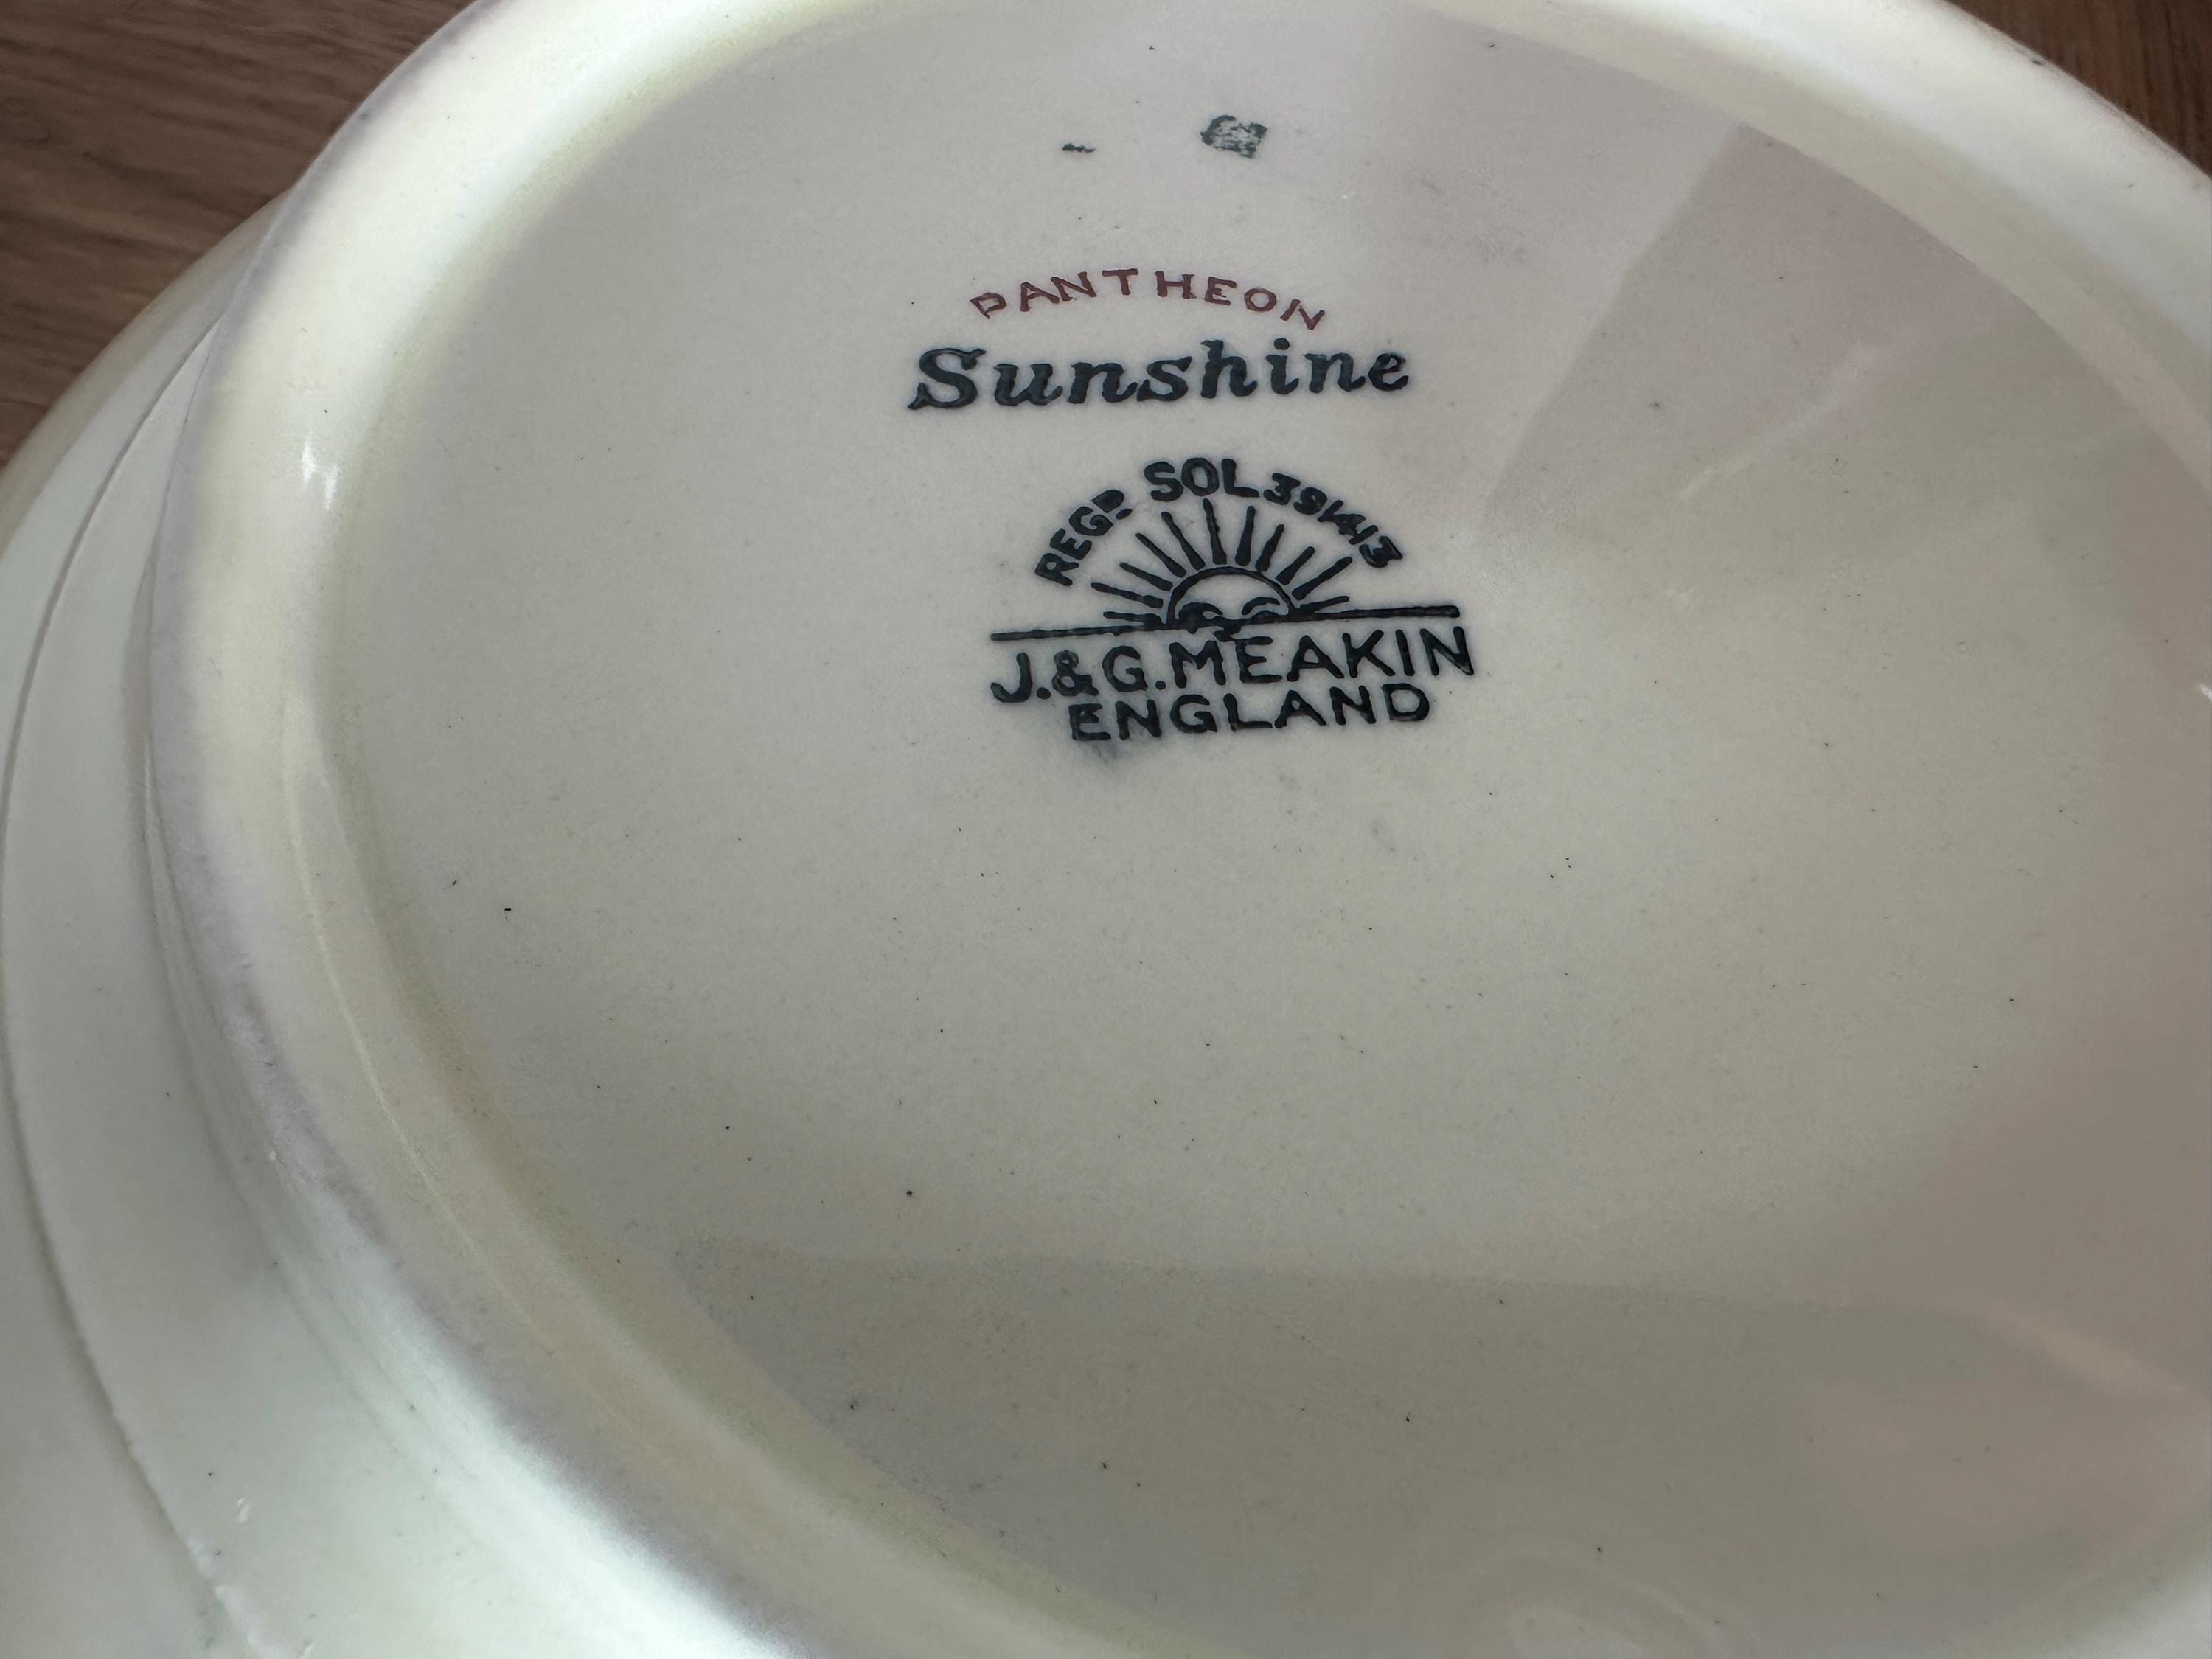 PANTHEON
Sunshine
REGD SOL 391413
J.&G. MEAKIN
ENGLAND